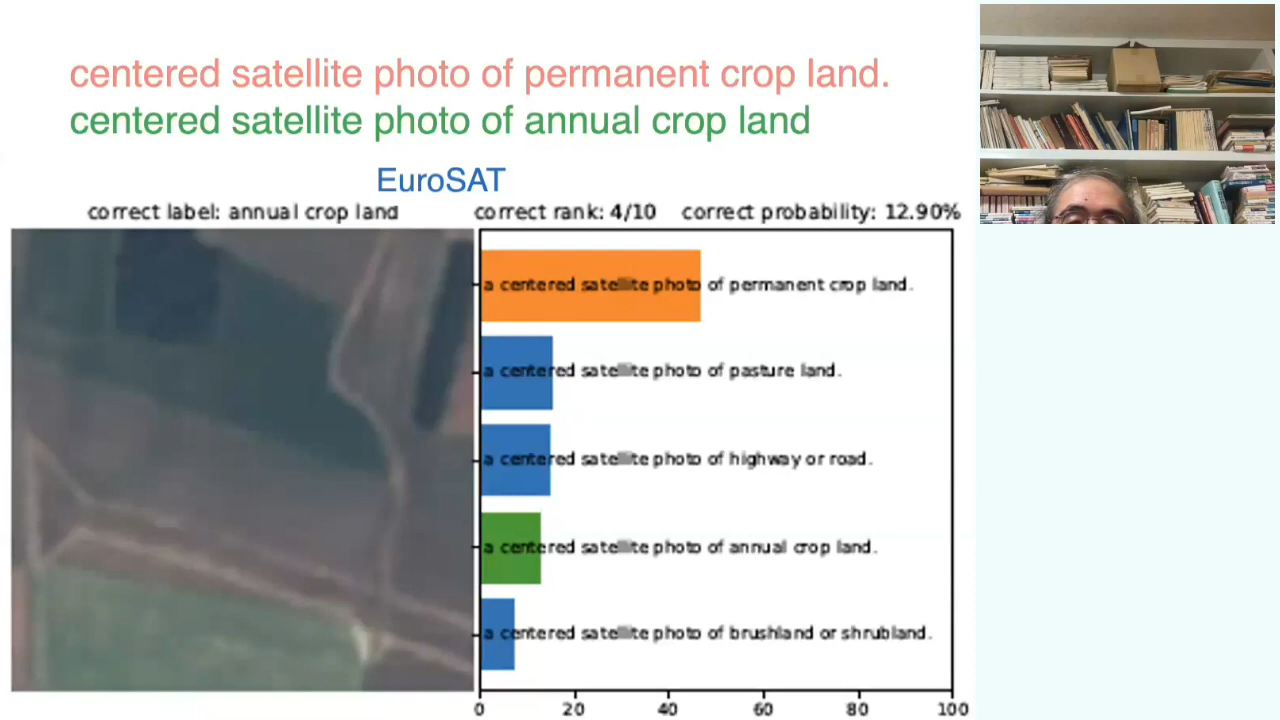 centered satellite photo of permanent crop land.
centered satellite photo of annual crop land
EuroSAT
correct label: annual crop land
correct rank: 4/10 correct probability: 12.90%
a centered satellite photo of permanent crop land.
a centered satellite photo of pasture land.
a centered satellite photo of highway or road.
a centered satellite photo of annual crop land.
a centered satellite photo of brushland or shrubland.
0 20 40 60 80 100